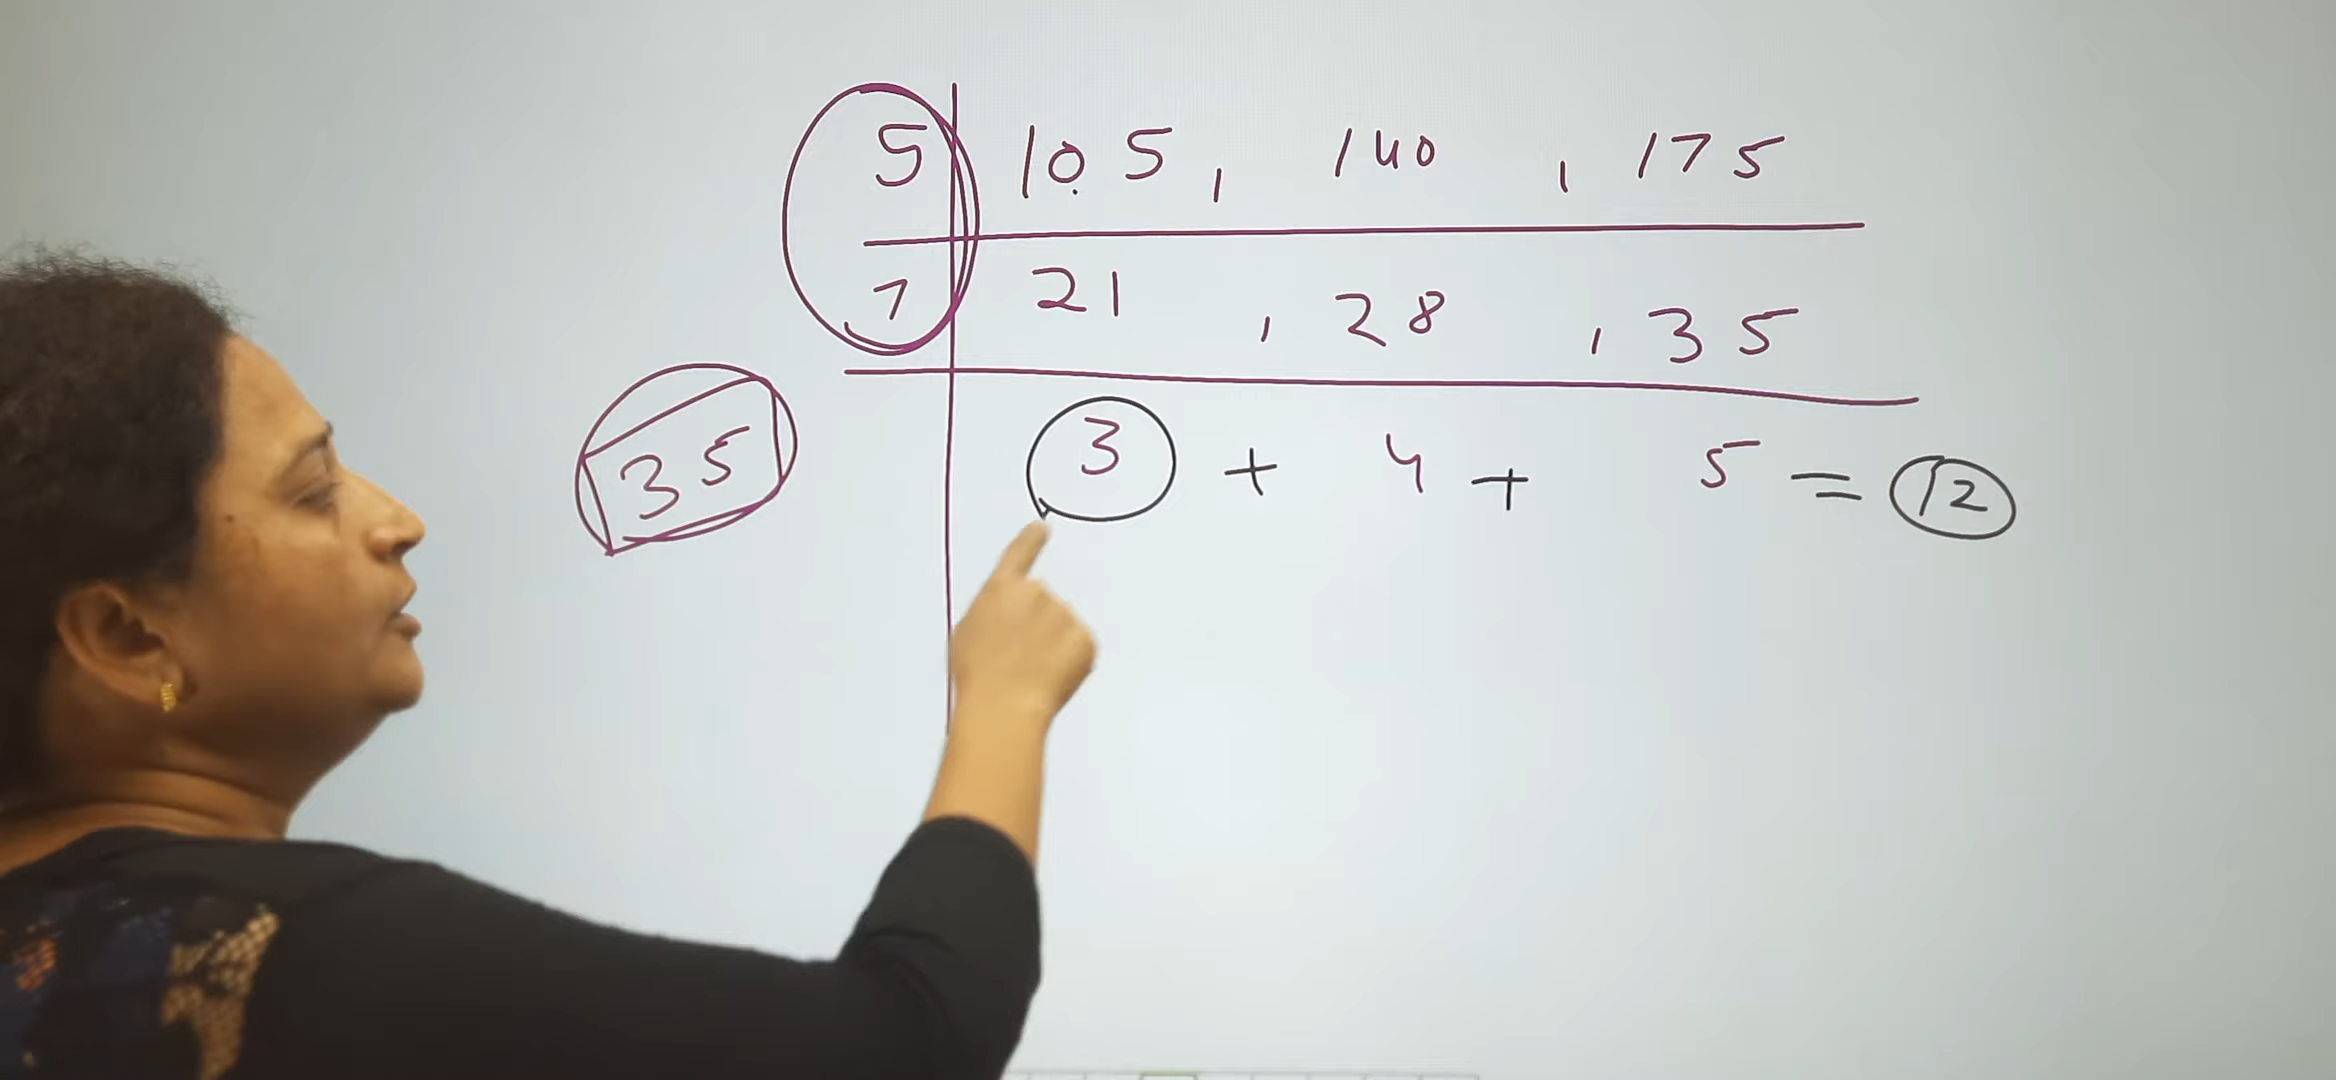 5 105, 140, 175
7 21, 28, 35
35 3 + 4 + 5 = 12